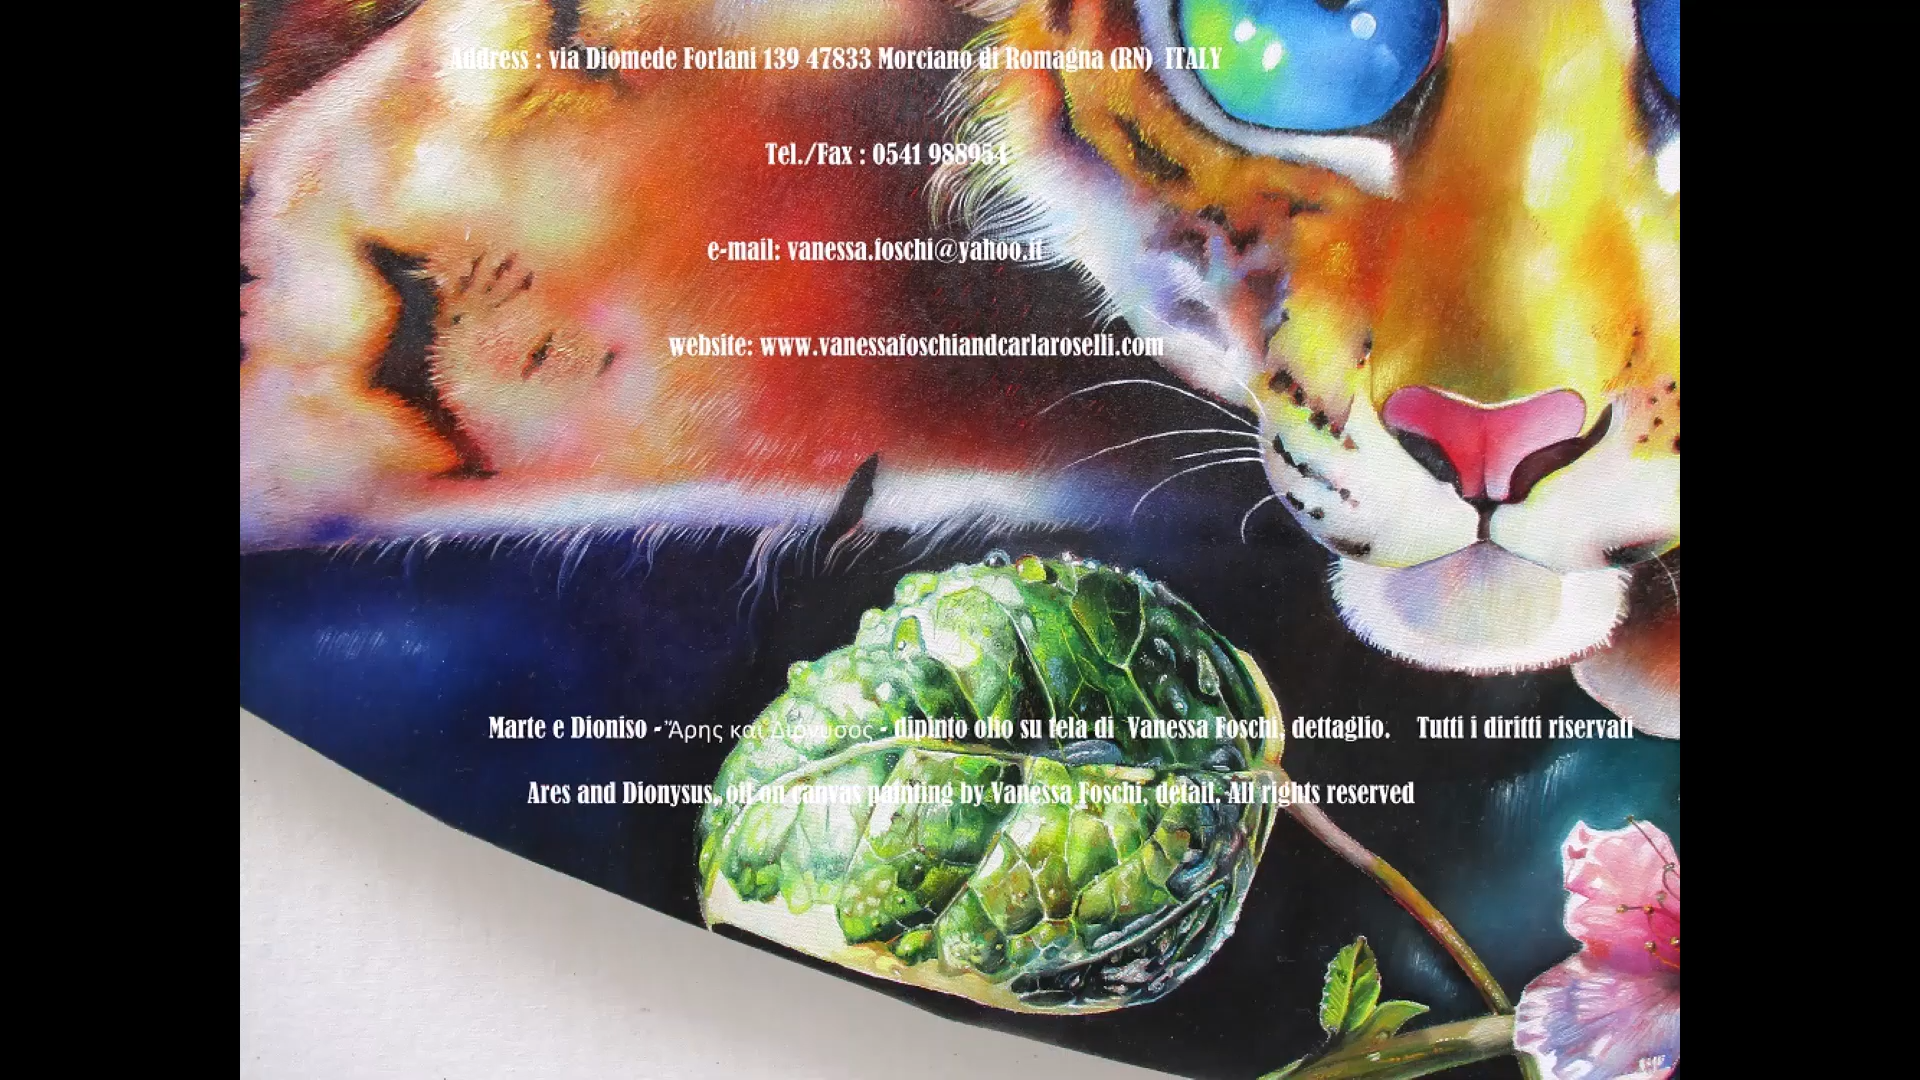 Address : via Diomede Forlani 139 47833 Morciano di Romagna (RN)  ITALY
Tel./Fax : 0541 988954
e-mail: vanessa.foschi@yahoo.it
website: www.vanessafoschiandcarlaroselli.com
Marte e Dioniso - Ἄρης καὶ Διόνυσος - dipinto olio su tela di  Vanessa Foschi, dettaglio.    Tutti i diritti riservati
Ares and Dionysus, oil on canvas painting by Vanessa Foschi, detail. All rights reserved